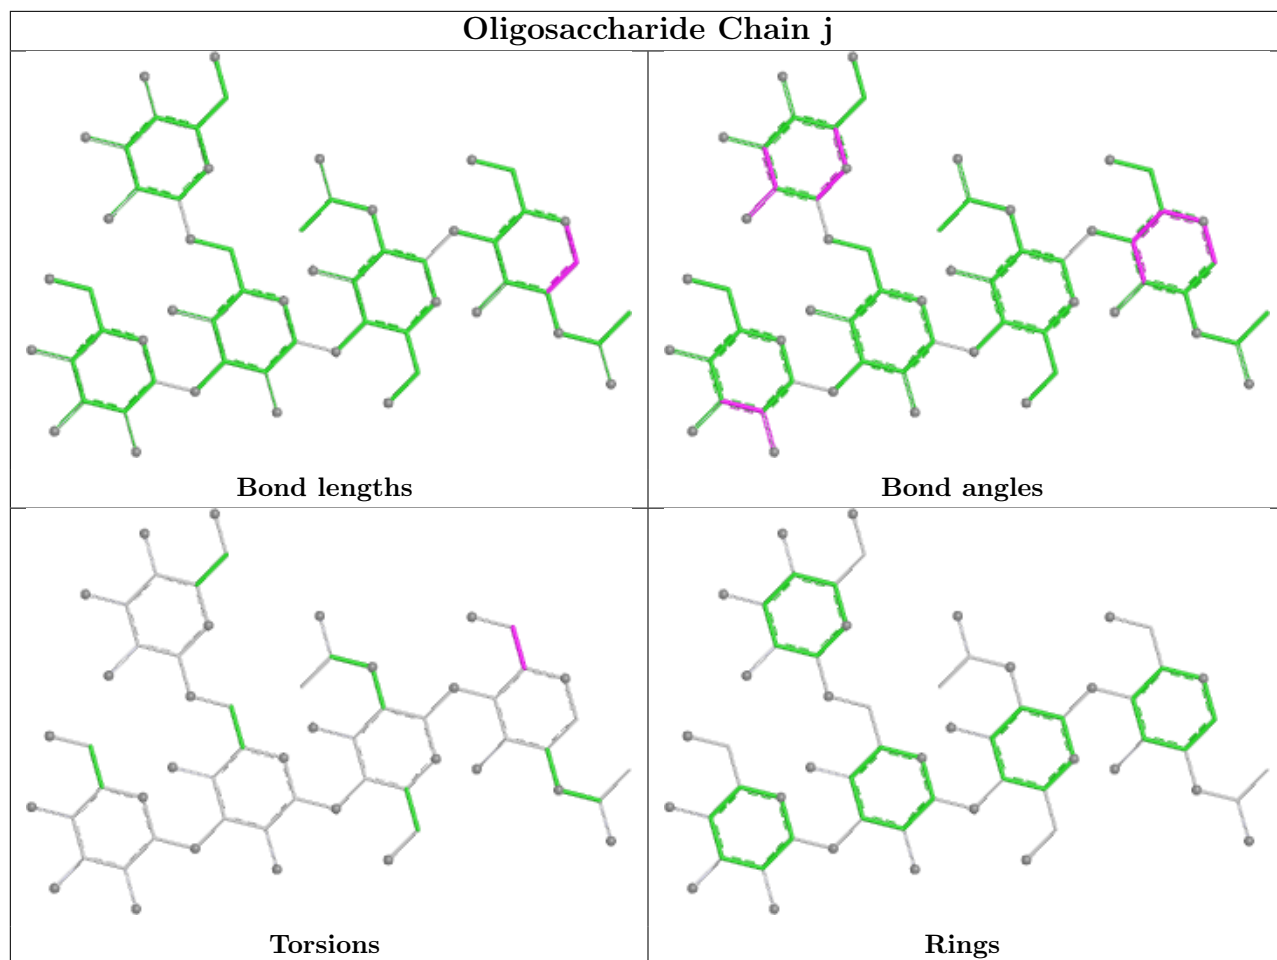 Oligosaccharide Chain j
Bond lengths
Bond angles
Torsions
Rings